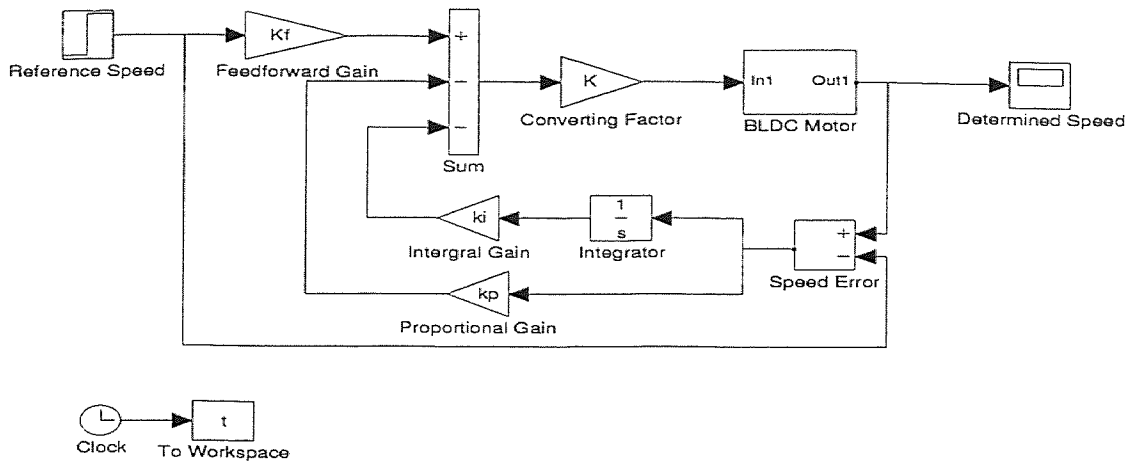 Reference Speed
Kf
Feedforward Gain
+
−
−
Sum
K
Converting Factor
In1 Out1
BLDC Motor
Determined Speed
ki
Intergral Gain
1
s
Integrator
+
−
Speed Error
kp
Proportional Gain
Clock
t
To Workspace